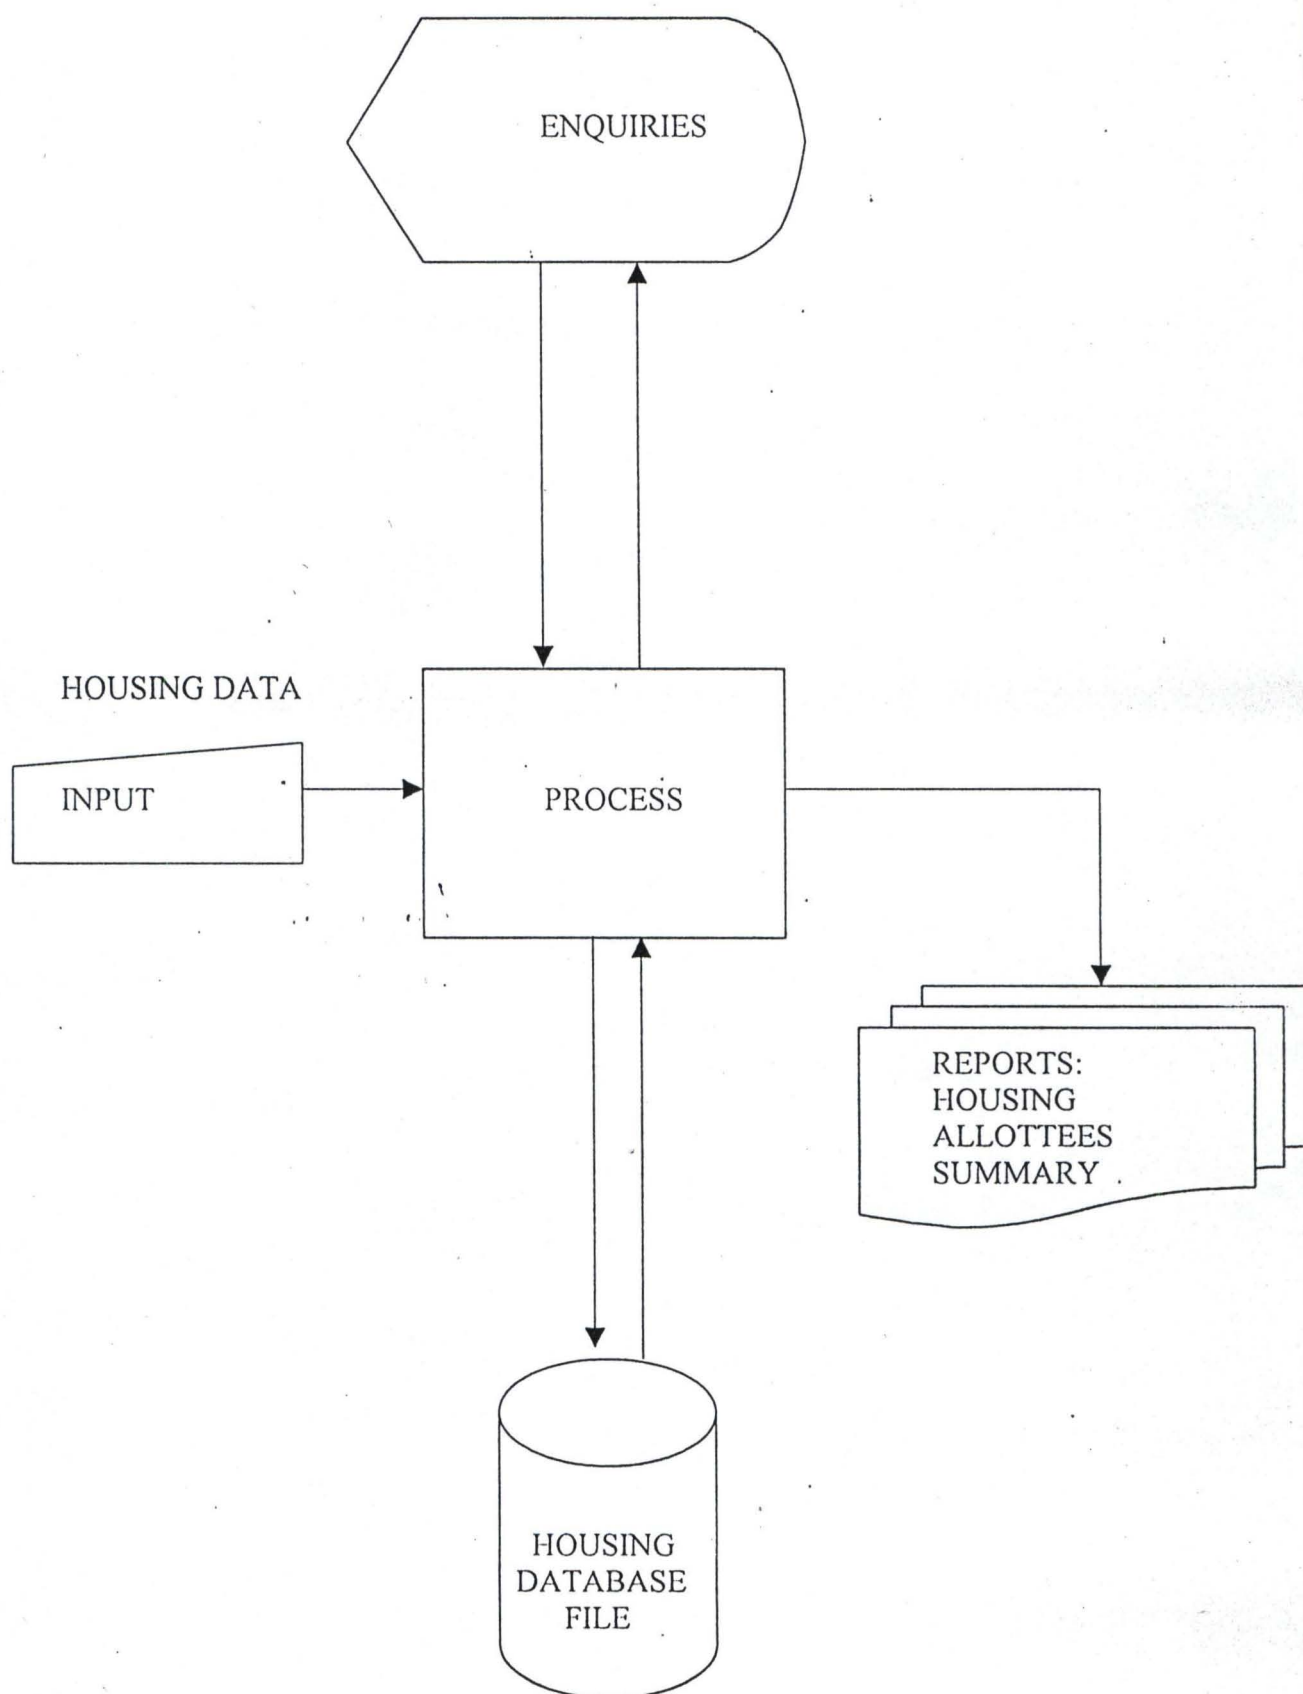 ENQUIRIES
HOUSING DATA
INPUT
PROCESS
REPORTS:
HOUSING
ALLOTTEES
SUMMARY
HOUSING
DATABASE
FILE